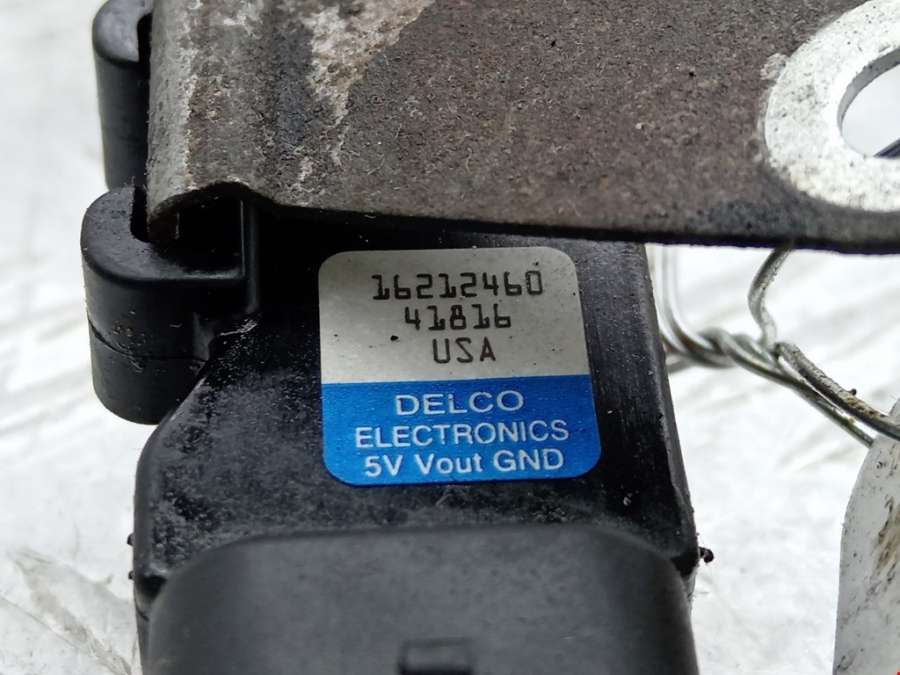 16212460
41816
USA
DELCO
ELECTRONICS
5V Vout GND